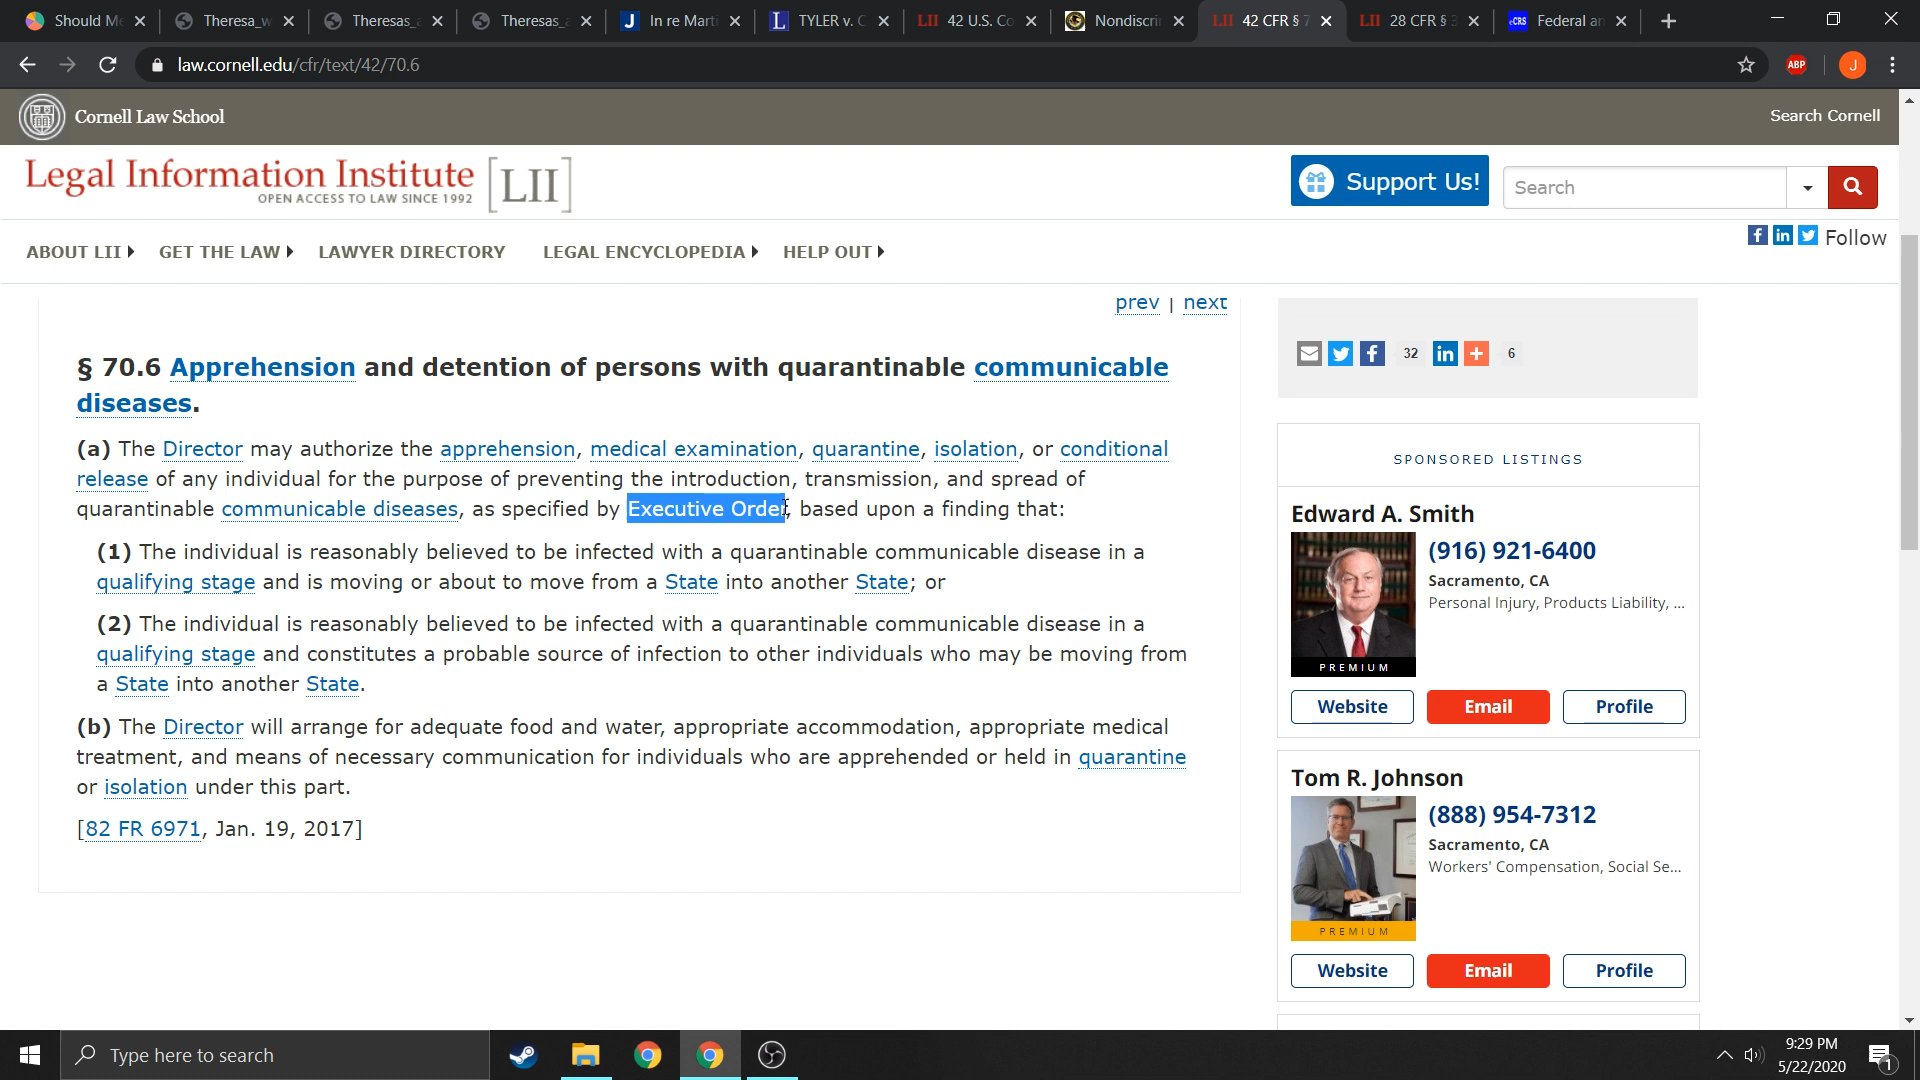 Should Me
Theresa_w
Theresas_
Theresas_
In re Marti
TYLER v. C
42 U.S. Co
Nondiscri
42 CFR § 7
28 CFR § 3
Federal an
law.cornell.edu/cfr/text/42/70.6
ABP
J
Cornell Law School
Search Cornell
Legal Information Institute [LII]
OPEN ACCESS TO LAW SINCE 1992
Support Us!
Search
ABOUT LII
GET THE LAW
LAWYER DIRECTORY
LEGAL ENCYCLOPEDIA
HELP OUT
Follow
prev | next
§ 70.6 Apprehension and detention of persons with quarantinable communicable
diseases.
(a) The Director may authorize the apprehension, medical examination, quarantine, isolation, or conditional
release of any individual for the purpose of preventing the introduction, transmission, and spread of
quarantinable communicable diseases, as specified by Executive Order, based upon a finding that:
(1) The individual is reasonably believed to be infected with a quarantinable communicable disease in a
qualifying stage and is moving or about to move from a State into another State; or
(2) The individual is reasonably believed to be infected with a quarantinable communicable disease in a
qualifying stage and constitutes a probable source of infection to other individuals who may be moving from
a State into another State.
(b) The Director will arrange for adequate food and water, appropriate accommodation, appropriate medical
treatment, and means of necessary communication for individuals who are apprehended or held in quarantine
or isolation under this part.
[82 FR 6971, Jan. 19, 2017]
32
6
SPONSORED LISTINGS
Edward A. Smith
(916) 921-6400
Sacramento, CA
Personal Injury, Products Liability, ...
PREMIUM
Website
Email
Profile
Tom R. Johnson
(888) 954-7312
Sacramento, CA
Workers' Compensation, Social Se...
PREMIUM
Website
Email
Profile
Type here to search
9:29 PM
5/22/2020
1